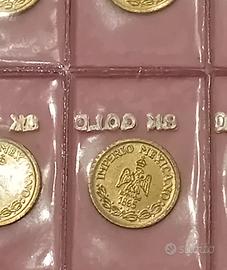 8K GOLD
IMPERIO MEXICANO
1865
subito